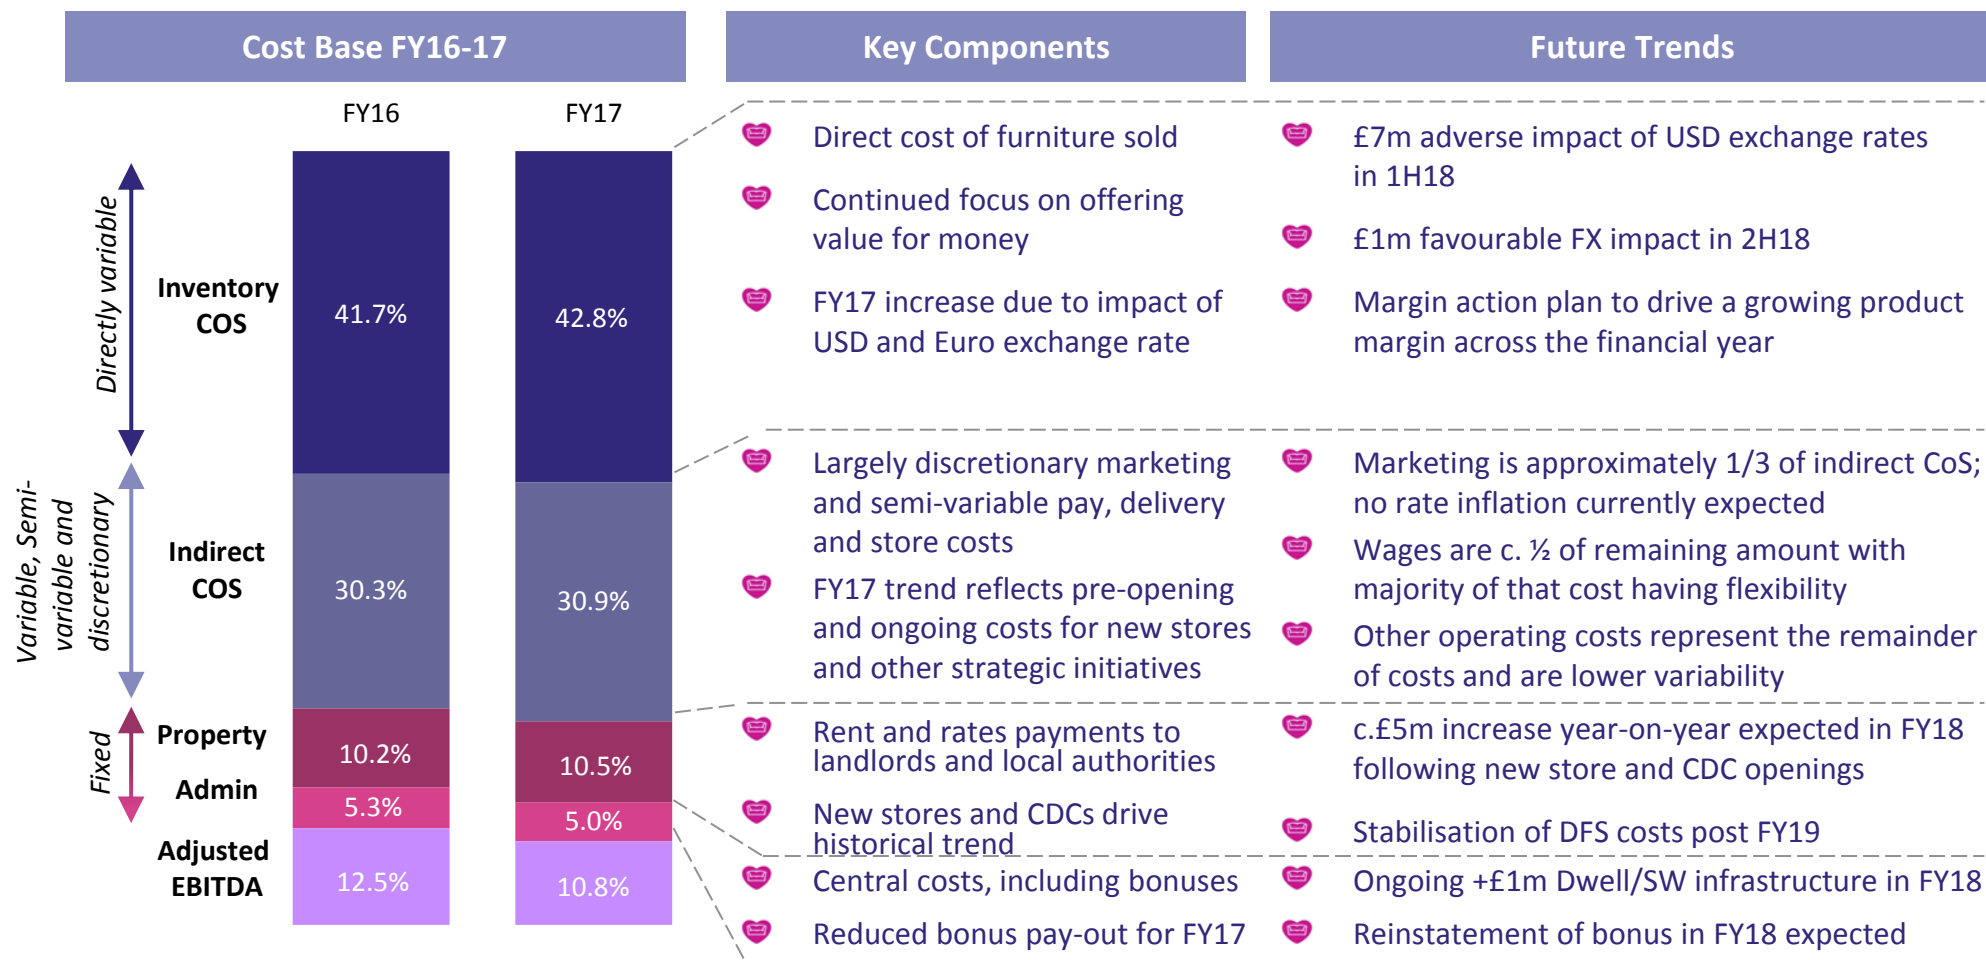 Cost Base FY16-17
Key Components
Future Trends
FY16
FY17
Directly variable
Inventory
COS
41.7%
42.8%
Direct cost of furniture sold
Continued focus on offering
value for money
FY17 increase due to impact of
USD and Euro exchange rate
£7m adverse impact of USD exchange rates
in 1H18
£1m favourable FX impact in 2H18
Margin action plan to drive a growing product
margin across the financial year
Variable, Semi-
variable and
discretionary
Indirect
COS
30.3%
30.9%
Largely discretionary marketing
and semi-variable pay, delivery
and store costs
FY17 trend reflects pre-opening
and ongoing costs for new stores
and other strategic initiatives
Marketing is approximately 1/3 of indirect CoS;
no rate inflation currently expected
Wages are c. ½ of remaining amount with
majority of that cost having flexibility
Other operating costs represent the remainder
of costs and are lower variability
Fixed
Property
10.2%
10.5%
Rent and rates payments to
landlords and local authorities
New stores and CDCs drive
historical trend
c.£5m increase year-on-year expected in FY18
following new store and CDC openings
Stabilisation of DFS costs post FY19
Admin
5.3%
5.0%
Central costs, including bonuses
Reduced bonus pay-out for FY17
Ongoing +£1m Dwell/SW infrastructure in FY18
Reinstatement of bonus in FY18 expected
Adjusted
EBITDA
12.5%
10.8%